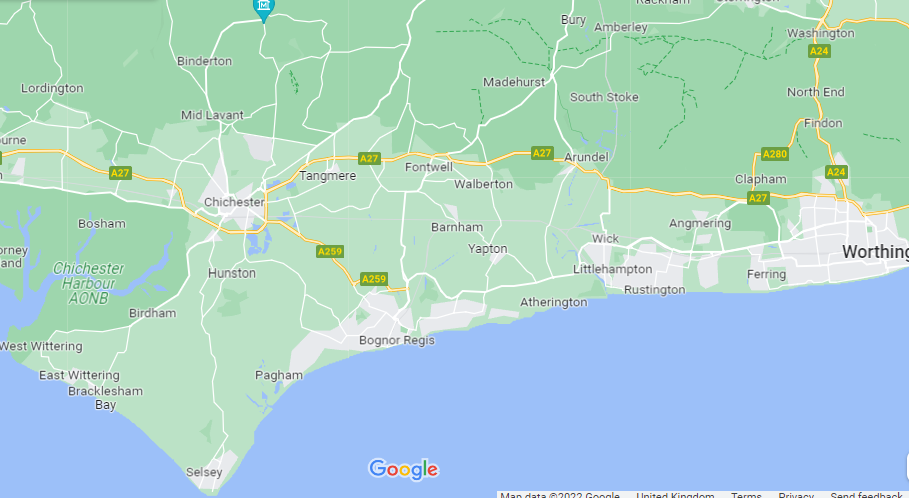 Rackham
Storrington
Bury
Amberley
Washington
A24
Binderton
Madehurst
Lordington
South Stoke
North End
Mid Lavant
Findon
A27
A27
A27
A280
A24
Arundel
Fontwell
Tangmere
Walberton
Clapham
A27
Chichester
Bosham
Barnham
Angmering
Wick
Yapton
A259
Worthing
Chichester
Harbour
AONB
Hunston
A259
Littlehampton
Ferring
Rustington
Atherington
Birdham
Bognor Regis
West Wittering
East Wittering
Pagham
Bracklesham
Bay
Selsey
Google
Map data ©2022 Google
United Kingdom
Terms
Privacy
Send feedback